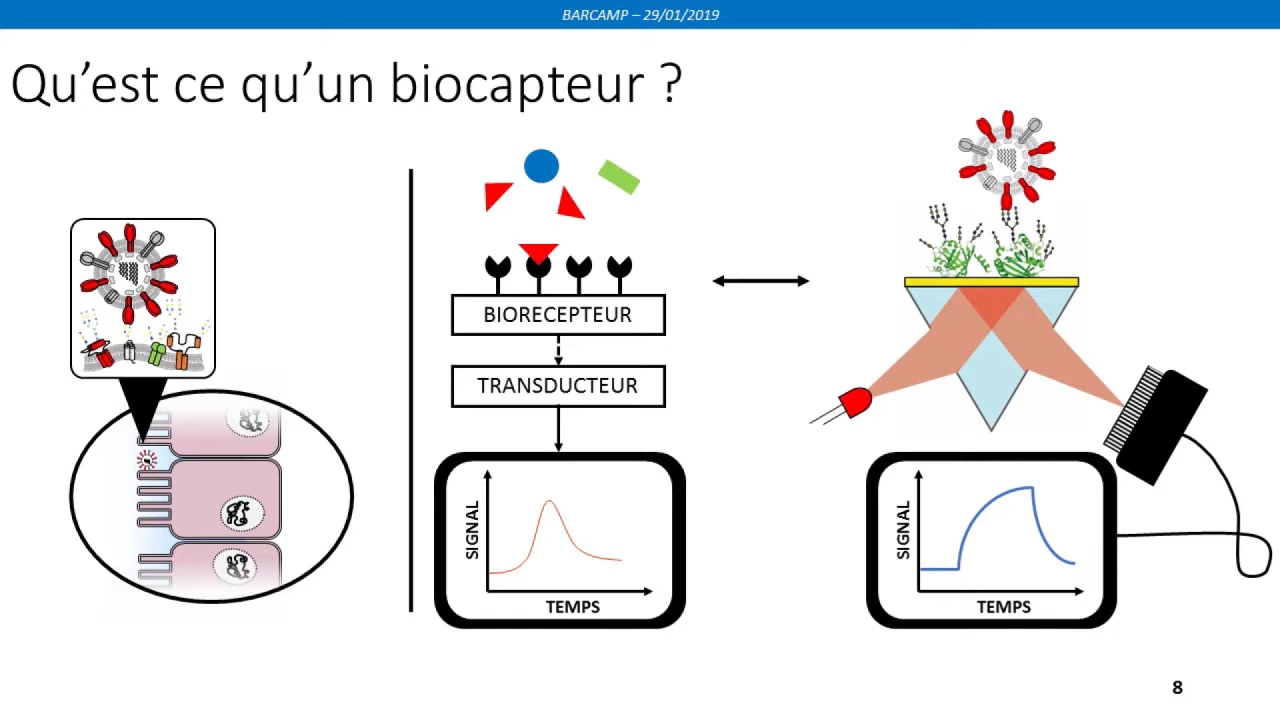 BARCAMP – 29/01/2019
Qu’est ce qu’un biocapteur ?
BIORECEPTEUR
TRANSDUCTEUR
SIGNAL
TEMPS
SIGNAL
TEMPS
8